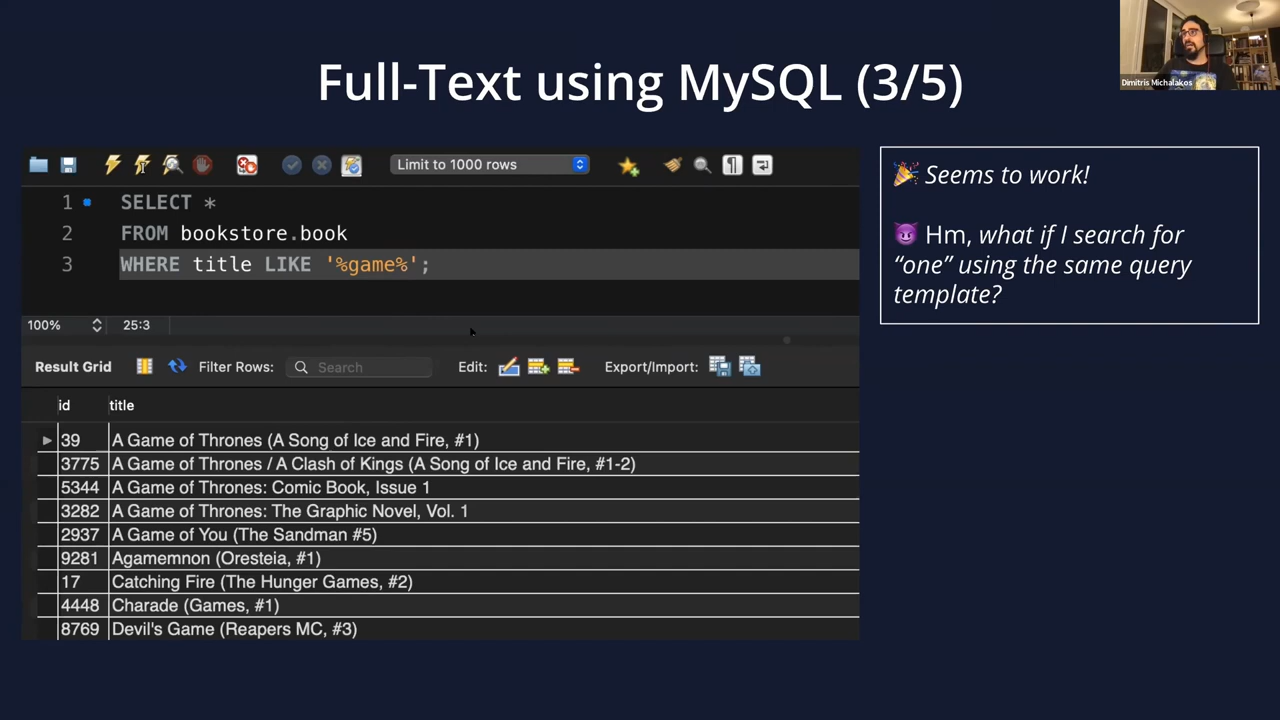 Full-Text using MySQL (3/5)
Dimitris Michalakos
Limit to 1000 rows
1 SELECT *
2 FROM bookstore.book
3 WHERE title LIKE '%game%';
100% 25:3
Result Grid Filter Rows: Search Edit: Export/Import:
id title
39 A Game of Thrones (A Song of Ice and Fire, #1)
3775 A Game of Thrones / A Clash of Kings (A Song of Ice and Fire, #1-2)
5344 A Game of Thrones: Comic Book, Issue 1
3282 A Game of Thrones: The Graphic Novel, Vol. 1
2937 A Game of You (The Sandman #5)
9281 Agamemnon (Oresteia, #1)
17 Catching Fire (The Hunger Games, #2)
4448 Charade (Games, #1)
8769 Devil's Game (Reapers MC, #3)
🎉 Seems to work!
😈 Hm, what if I search for
“one” using the same query
template?